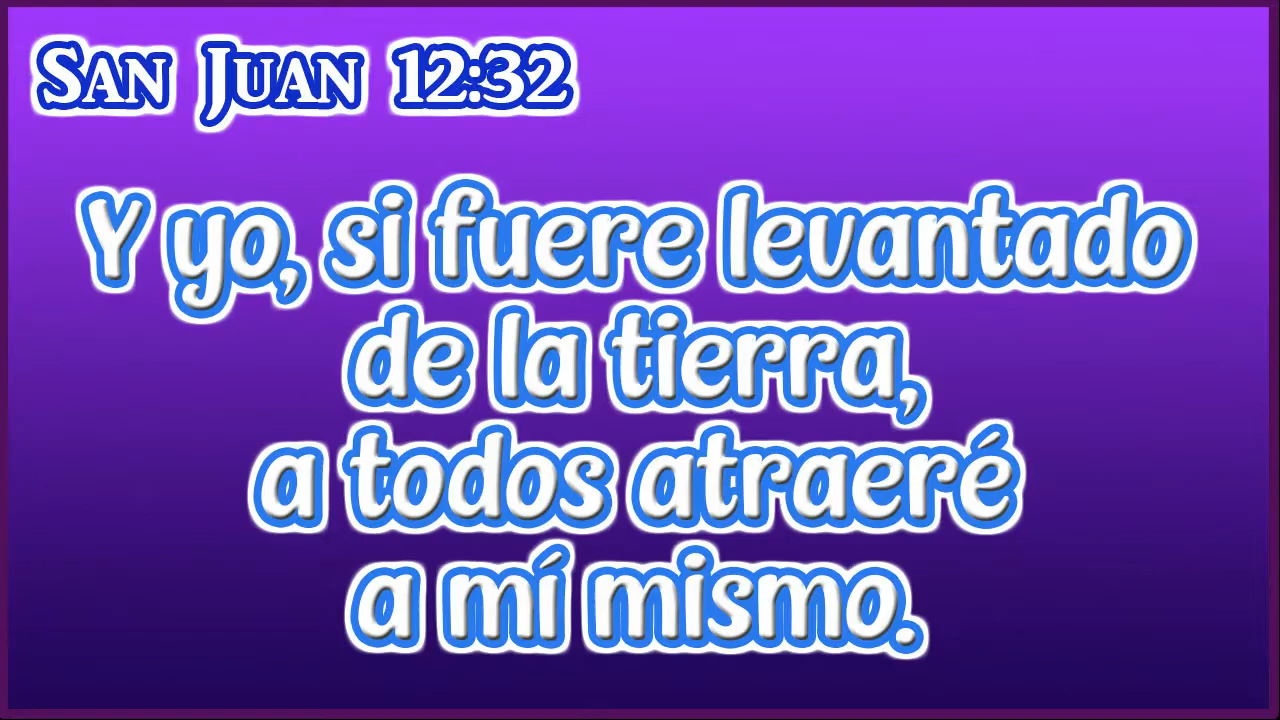 San Juan 12:32
Y yo, si fuere levantado
de la tierra,
a todos atraeré
a mí mismo.